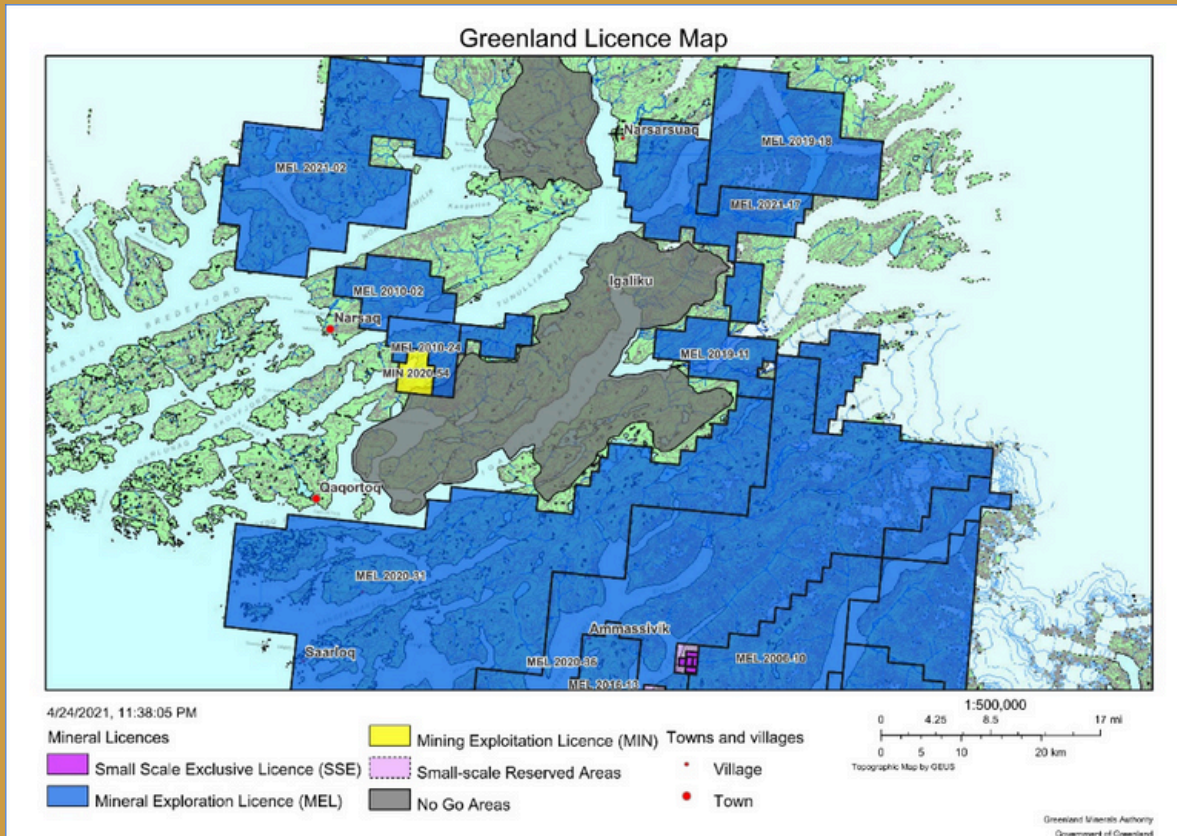 Greenland Licence Map
Narsarsuaq
MEL 2019-18
MEL 2021-02
MEL 2023-17
Igaliku
TUNULLIARFIK
MEL 2010-02
BREDEFJORD
Narsaq
MEL 2010-24
MEL 2019-11
MIN 2020-54
Qaqortoq
MEL 2020-33
Ammassivik
Saarloq
MEL 2020-36
MEL 2006-10
4/24/2021, 11:38:05 PM
Mineral Licences
Small Scale Exclusive Licence (SSE)
Mineral Exploration Licence (MEL)
Mining Exploitation Licence (MIN)
Small-scale Reserved Areas
No Go Areas
Towns and villages
Village
Town
1:500,000
0 4.25 8.5 17 mi
0 5 10 20 km
Topographic Map by GEUS
Greenland Minerals Authority
Government of Greenland